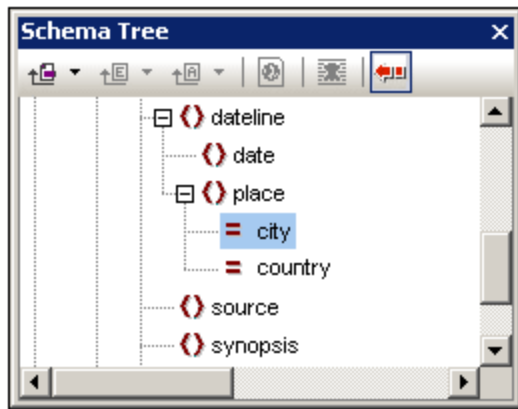 Schema Tree
dateline
date
place
= city
= country
source
synopsis